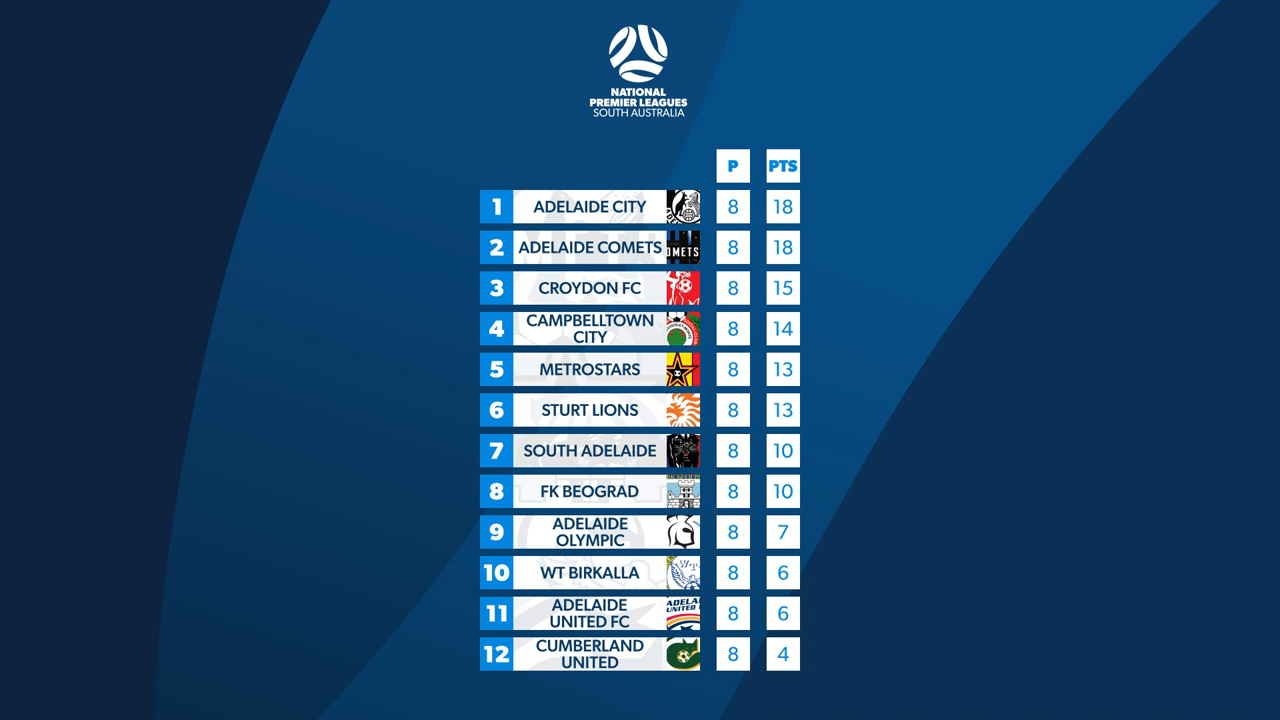 NATIONAL
PREMIER LEAGUES
SOUTH AUSTRALIA
P PTS
1 ADELAIDE CITY 8 18
2 ADELAIDE COMETS OMETS 8 18
3 CROYDON FC 8 15
4 CAMPBELLTOWN
CITY 8 14
5 METROSTARS 8 13
6 STURT LIONS 8 13
7 SOUTH ADELAIDE 8 10
8 FK BEOGRAD 8 10
9 ADELAIDE
OLYMPIC 8 7
10 WT BIRKALLA 8 6
11 ADELAIDE
UNITED FC 8 6
12 CUMBERLAND
UNITED 8 4